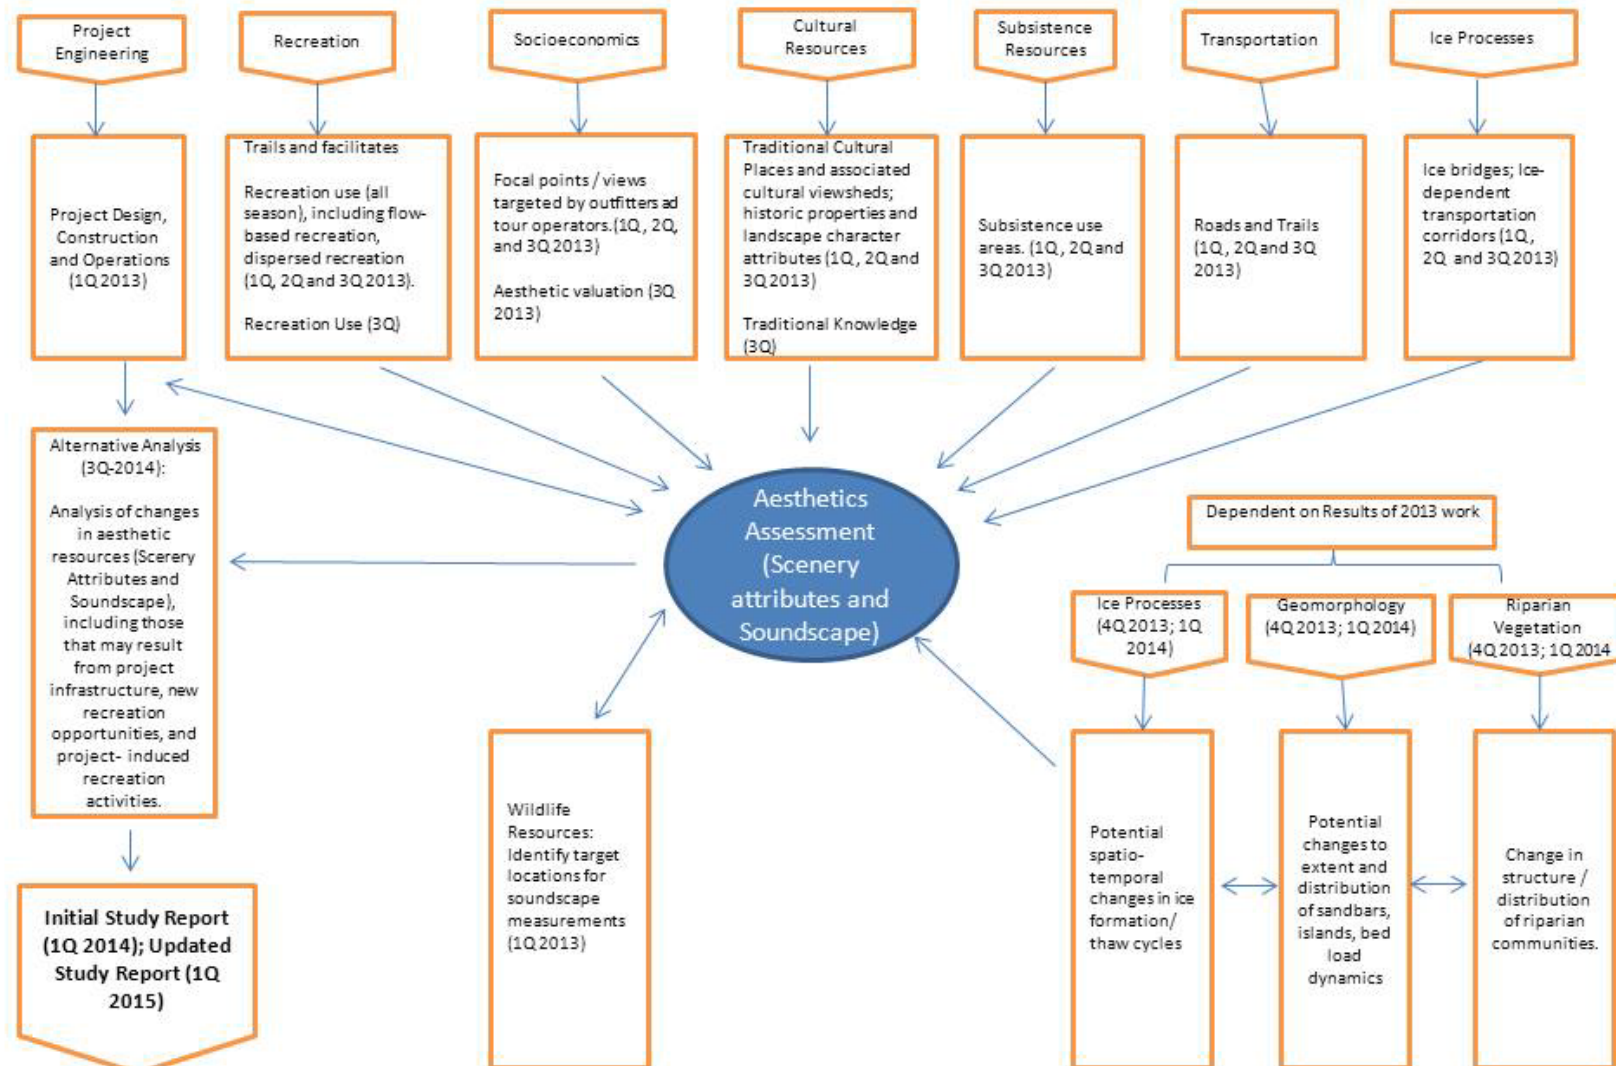 Project
Engineering
Recreation
Socioeconomics
Cultural
Resources
Subsistence
Resources
Transportation
Ice Processes
Project Design,
Construction
and Operations
(1Q 2013)
Trails and facilitates
Recreation use (all
season), including flow-
based recreation,
dispersed recreation
(1Q, 2Q and 3Q 2013).
Recreation Use (3Q)
Focal points / views
targeted by outfitters ad
tour operators.(1Q, 2Q,
and 3Q 2013)
Aesthetic valuation (3Q
2013)
Traditional Cultural
Places and associated
cultural viewsheds;
historic properties and
landscape character
attributes (1Q, 2Q and
3Q 2013)
Traditional Knowledge
(3Q)
Subsistence use
areas. (1Q, 2Q and
3Q 2013)
Roads and Trails
(1Q, 2Q and 3Q
2013)
Ice bridges; Ice-
dependent
transportation
corridors (1Q,
2Q and 3Q 2013)
Alternative Analysis
(3Q-2014):
Analysis of changes
in aesthetic
resources (Scerery
Attributes and
Soundscape),
including those
that may result
from project
infrastructure, new
recreation
opportunities, and
project- induced
recreation
activities.
Aesthetics
Assessment
(Scenery
attributes and
Soundscape)
Dependent on Results of 2013 work
Ice Processes
(4Q 2013; 1Q
2014)
Geomorphology
(4Q 2013; 1Q 2014)
Riparian
Vegetation
(4Q 2013; 1Q 2014
Initial Study Report
(1Q 2014); Updated
Study Report (1Q
2015)
Wildlife
Resources:
Identify target
locations for
soundscape
measurements
(1Q 2013)
Potential
spatio-
temporal
changes in ice
formation/
thaw cycles
Potential
changes to
extent and
distribution
of sandbars,
islands, bed
load
dynamics
Change in
structure /
distribution
of riparian
communities.